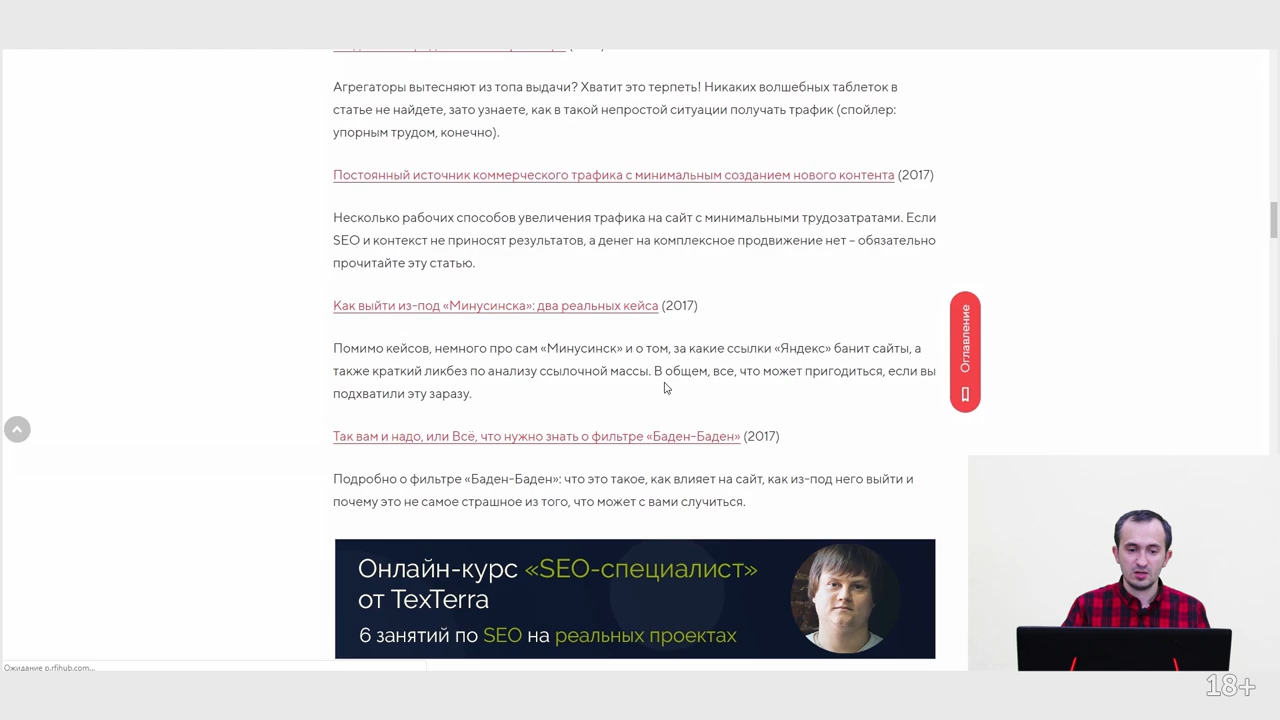 Агрегаторы вытесняют из топа выдачи? Хватит это терпеть! Никаких волшебных таблеток в
статье не найдете, зато узнаете, как в такой непростой ситуации получать трафик (спойлер:
упорным трудом, конечно).
Постоянный источник коммерческого трафика с минимальным созданием нового контента (2017)
Несколько рабочих способов увеличения трафика на сайт с минимальными трудозатратами. Если
SEO и контекст не приносят результатов, а денег на комплексное продвижение нет – обязательно
прочитайте эту статью.
Как выйти из-под «Минусинска»: два реальных кейса (2017)
Оглавление
Помимо кейсов, немного про сам «Минусинск» и о том, за какие ссылки «Яндекс» банит сайты, а
также краткий ликбез по анализу ссылочной массы. В общем, все, что может пригодиться, если вы
подхватили эту заразу.
Так вам и надо, или Всё, что нужно знать о фильтре «Баден-Баден» (2017)
Подробно о фильтре «Баден-Баден»: что это такое, как влияет на сайт, как из-под него выйти и
почему это не самое страшное из того, что может с вами случиться.
Онлайн-курс «SEO-специалист»
от TexTerra
6 занятий по SEO на реальных проектах
Ожидание p.rfihub.com...
18+